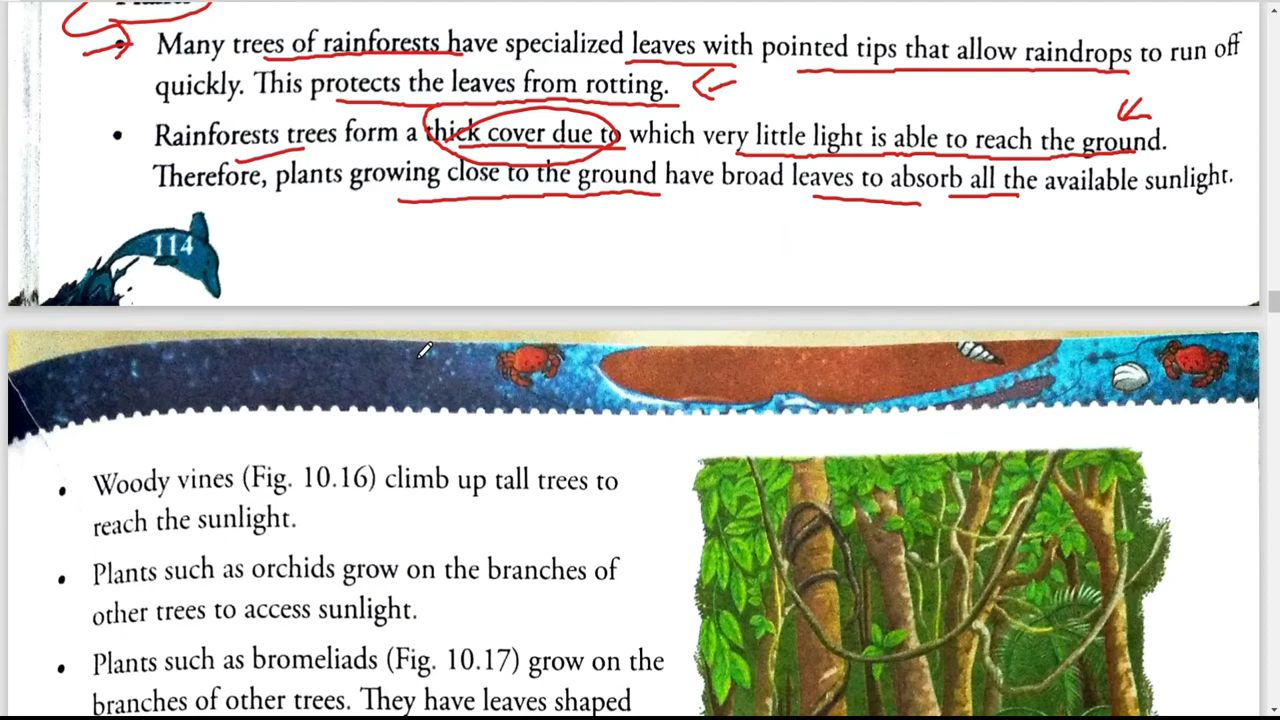 • Many trees of rainforests have specialized leaves with pointed tips that allow raindrops to run off
quickly. This protects the leaves from rotting.
• Rainforests trees form a thick cover due to which very little light is able to reach the ground.
Therefore, plants growing close to the ground have broad leaves to absorb all the available sunlight.
114
• Woody vines (Fig. 10.16) climb up tall trees to
reach the sunlight.
• Plants such as orchids grow on the branches of
other trees to access sunlight.
• Plants such as bromeliads (Fig. 10.17) grow on the
branches of other trees. They have leaves shaped